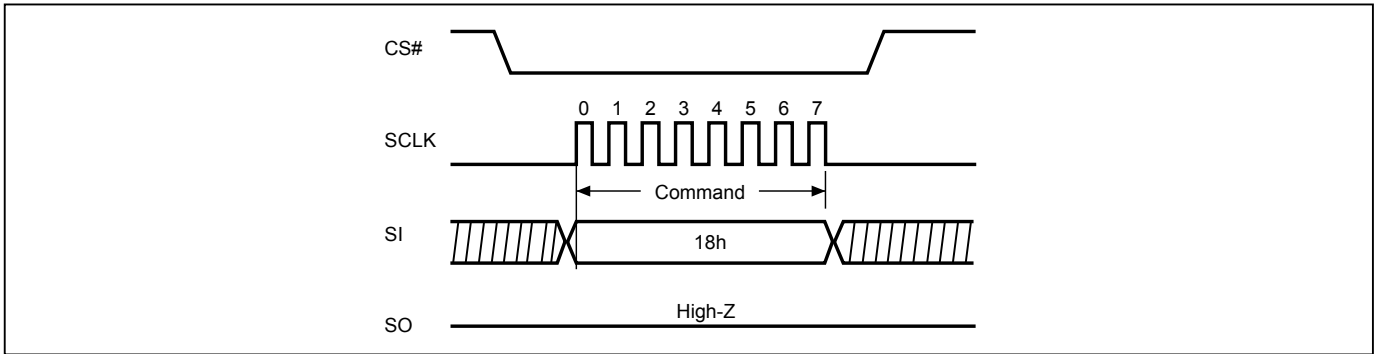 CS#
0 1 2 3 4 5 6 7
SCLK
Command
SI
18h
High-Z
SO